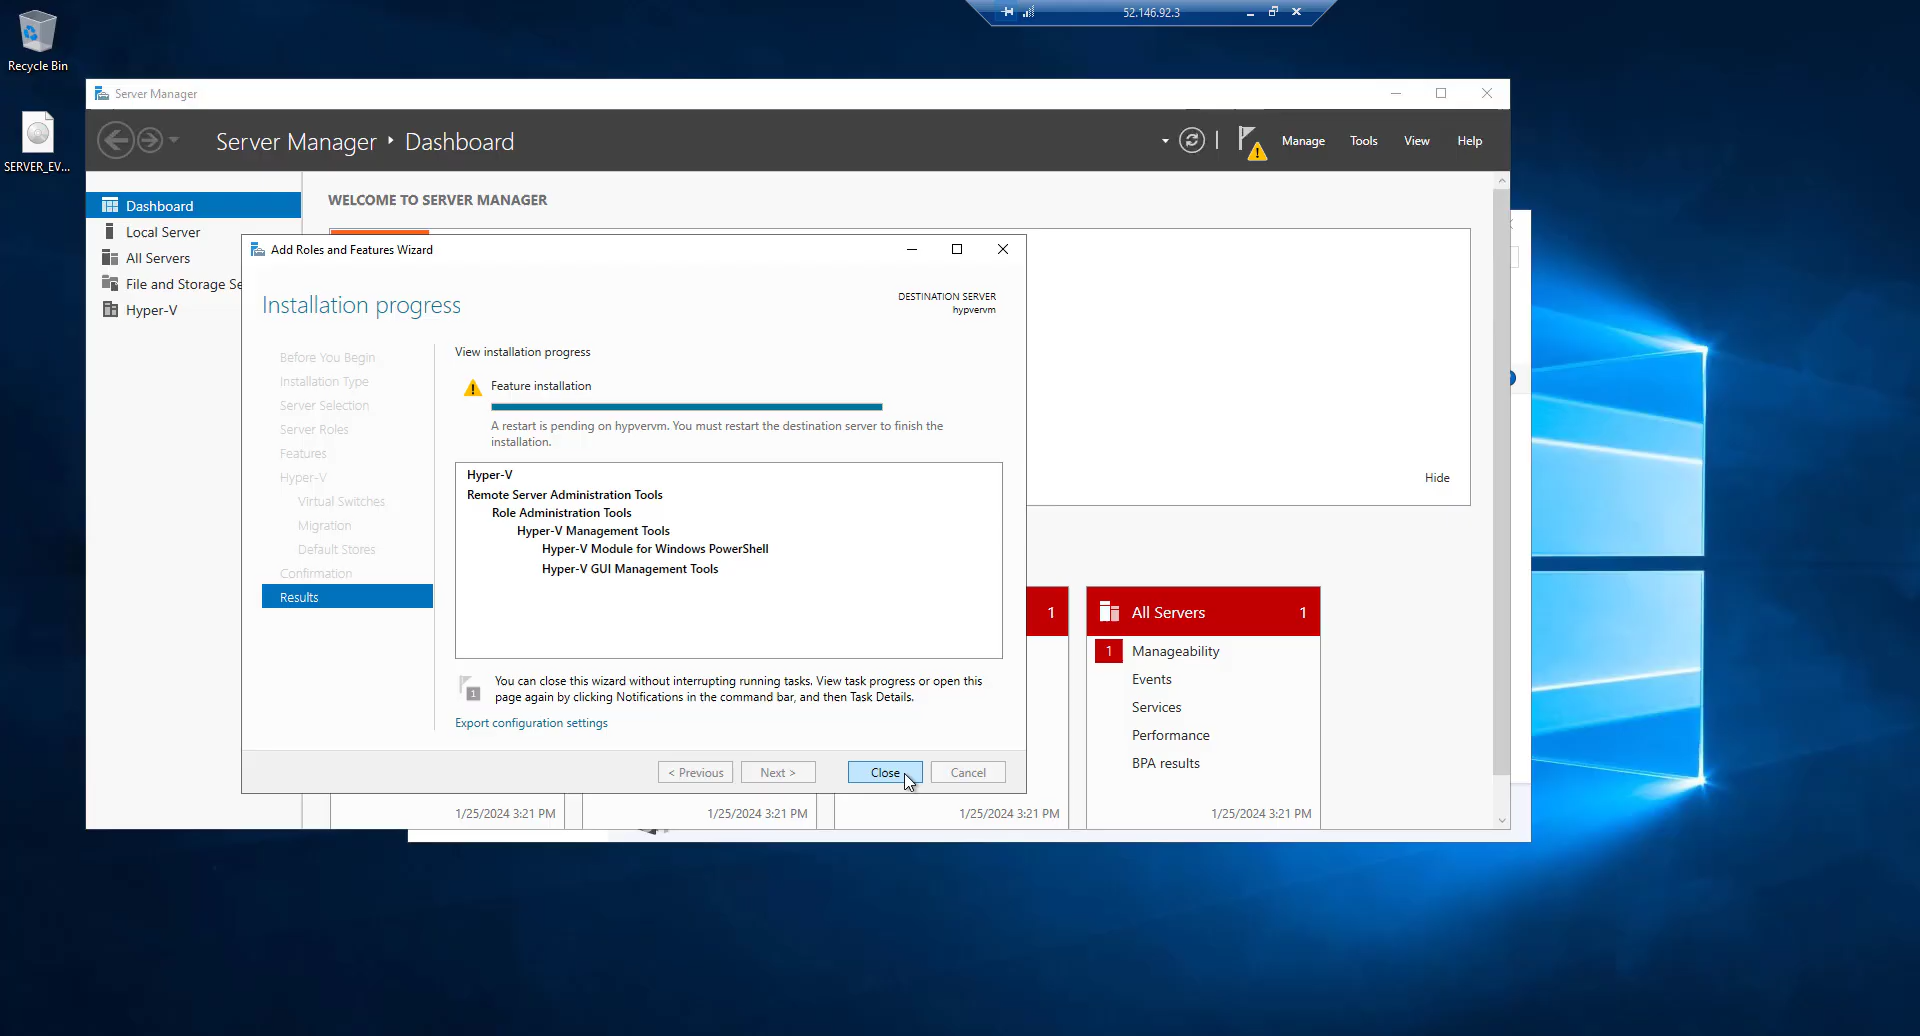 Recycle Bin
SERVER_EV...
52.146.92.3
Server Manager
Server Manager
Dashboard
Manage
Tools
View
Help
Dashboard
Local Server
All Servers
File and Storage Se
Hyper-V
WELCOME TO SERVER MANAGER
Hide
Add Roles and Features Wizard
Installation progress
DESTINATION SERVER
hypvervm
Before You Begin
Installation Type
Server Selection
Server Roles
Features
Hyper-V
Virtual Switches
Migration
Default Stores
Confirmation
Results
View installation progress
Feature installation
A restart is pending on hypvervm. You must restart the destination server to finish the
installation.
Hyper-V
Remote Server Administration Tools
Role Administration Tools
Hyper-V Management Tools
Hyper-V Module for Windows PowerShell
Hyper-V GUI Management Tools
1
You can close this wizard without interrupting running tasks. View task progress or open this
page again by clicking Notifications in the command bar, and then Task Details.
Export configuration settings
< Previous
Next >
Close
Cancel
1
All Servers
1
1
Manageability
Events
Services
Performance
BPA results
1/25/2024 3:21 PM
1/25/2024 3:21 PM
1/25/2024 3:21 PM
1/25/2024 3:21 PM